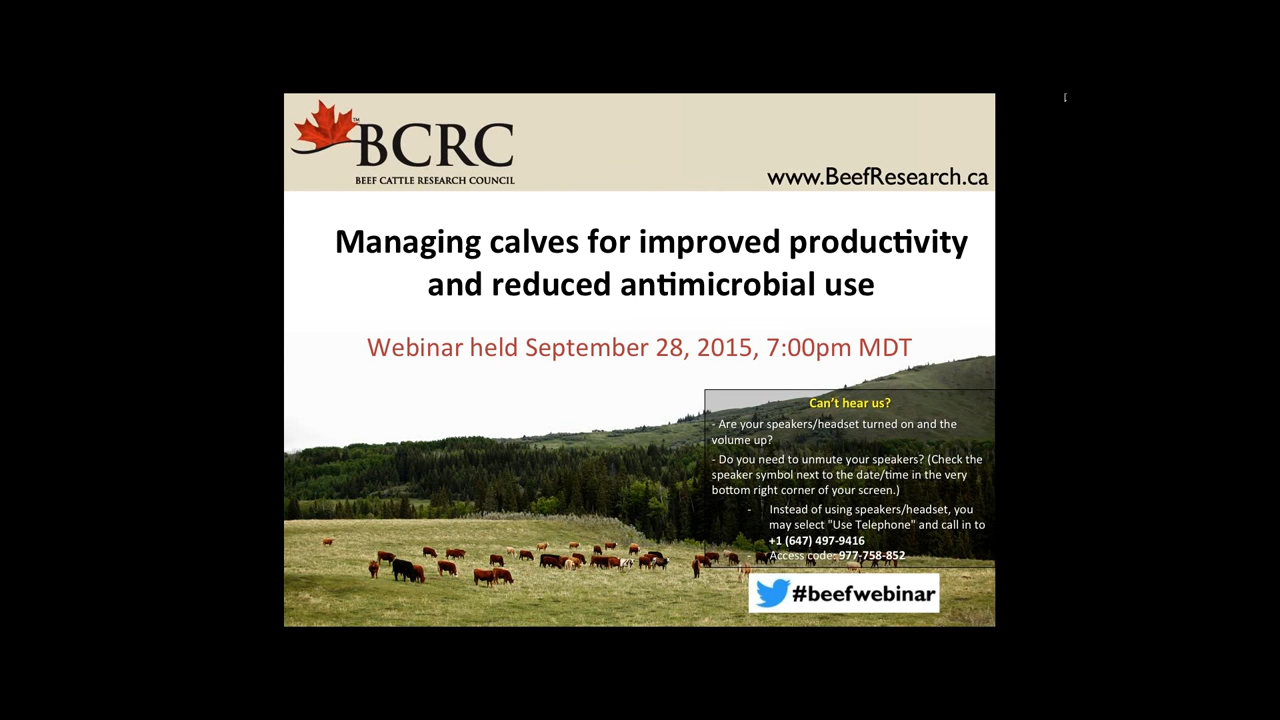 BCRC™
BEEF CATTLE RESEARCH COUNCIL
www.BeefResearch.ca
Managing calves for improved productivity
and reduced antimicrobial use
Webinar held September 28, 2015, 7:00pm MDT
Can't hear us?
- Are your speakers/headset turned on and the
volume up?
- Do you need to unmute your speakers? (Check the
speaker symbol next to the date/time in the very
bottom right corner of your screen.)
- Instead of using speakers/headset, you
may select "Use Telephone" and call in to
+1 (647) 497-9416
- Access code: 977-758-852
#beefwebinar